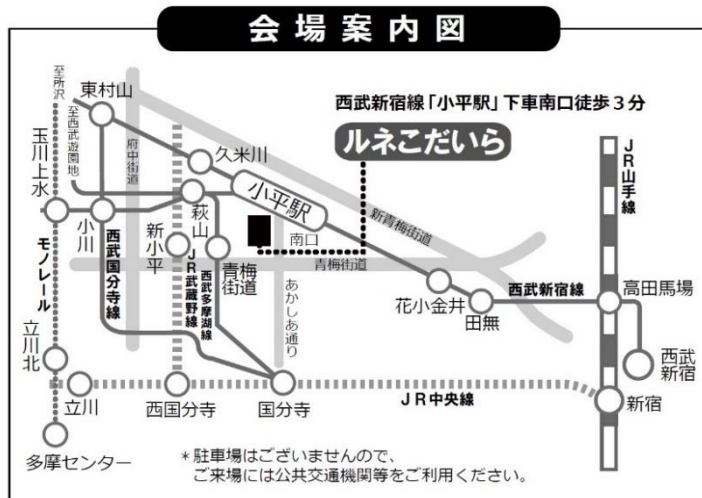 会場案内図
西武新宿線「小平駅」下車南口徒歩3分
ルネこだいら
至所沢
東村山
至西武遊園地
府中街道
久米川
玉川上水
小川
萩山
小平駅
新青梅街道
南口
青梅街道
新小平
青梅街道
モノレール
西武国分寺線
JR武蔵野線
西武多摩湖線
あかしあ通り
花小金井
田無
西武新宿線
JR山手線
高田馬場
西武新宿
立川北
立川
西国分寺
国分寺
JR中央線
新宿
多摩センター
*駐車場はございませんので、
ご来場には公共交通機関等をご利用ください。